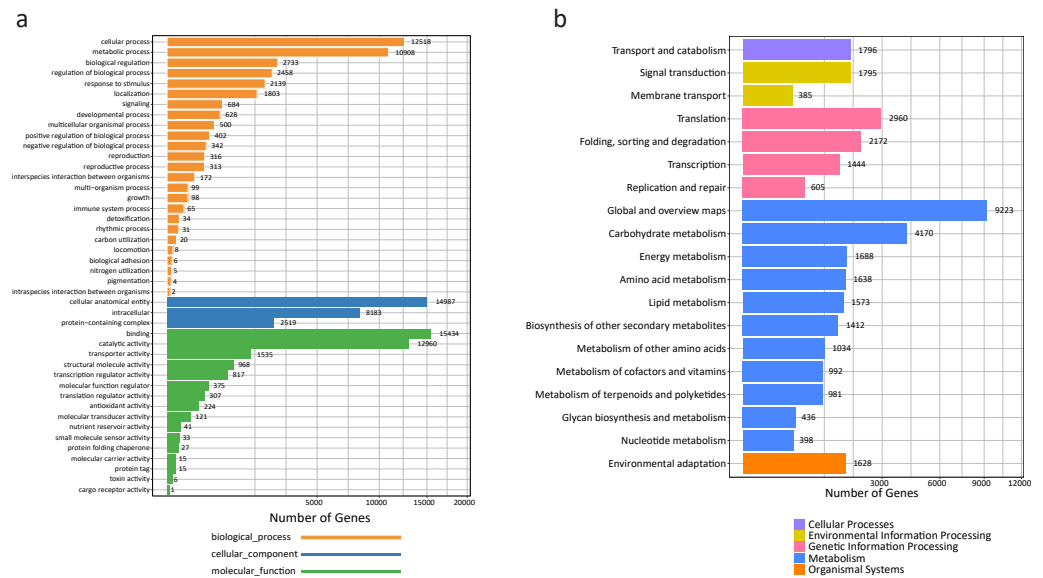 a
cellular process 12518
metabolic process 10908
biological regulation 2733
regulation of biological process 2458
response to stimulus 2139
localization 1803
signaling 684
developmental process 628
multicellular organismal process 500
positive regulation of biological process 402
negative regulation of biological process 342
reproduction 316
reproductive process 313
interspecies interaction between organisms 172
multi-organism process 99
growth 98
immune system process 65
detoxification 34
rhythmic process 31
carbon utilization 20
locomotion 8
biological adhesion 6
nitrogen utilization 5
pigmentation 4
intraspecies interaction between organisms 2
cellular anatomical entity 14987
intracellular 8183
protein-containing complex 2519
binding 15434
catalytic activity 12960
transporter activity 1535
structural molecule activity 968
transcription regulator activity 817
molecular function regulator 375
translation regulator activity 307
antioxidant activity 224
molecular transducer activity 121
nutrient reservoir activity 41
small molecule sensor activity 33
protein folding chaperone 27
molecular carrier activity 15
protein tag 15
toxin activity 6
cargo receptor activity 1
5000 10000 15000 20000
Number of Genes
biological_process
cellular_component
molecular_function
b
Transport and catabolism 1796
Signal transduction 1795
Membrane transport 385
Translation 2960
Folding, sorting and degradation 2172
Transcription 1444
Replication and repair 605
Global and overview maps 9223
Carbohydrate metabolism 4170
Energy metabolism 1688
Amino acid metabolism 1638
Lipid metabolism 1573
Biosynthesis of other secondary metabolites 1412
Metabolism of other amino acids 1034
Metabolism of cofactors and vitamins 992
Metabolism of terpenoids and polyketides 981
Glycan biosynthesis and metabolism 436
Nucleotide metabolism 398
Environmental adaptation 1628
3000 6000 9000 12000
Number of Genes
Cellular Processes
Environmental Information Processing
Genetic Information Processing
Metabolism
Organismal Systems